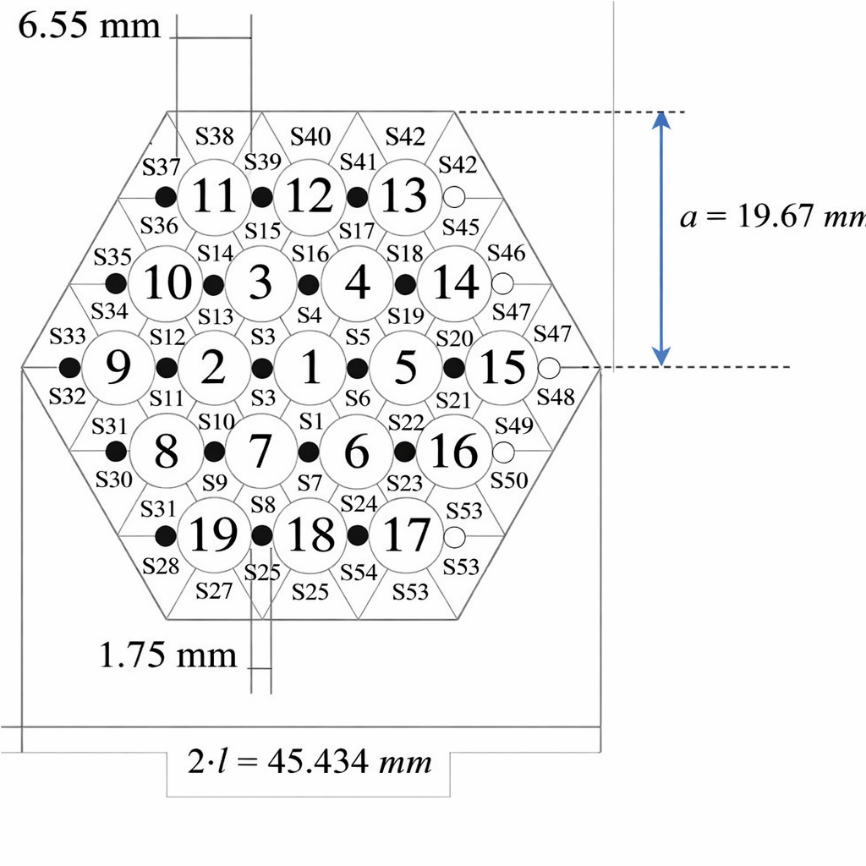 6.55 mm
S38 S40 S42
S37 S39 S41 S42
11 12 13
S36 S15 S17 S45
a = 19.67 mm
S35 S14 S16 S18 S46
10 3 4 14
S34 S13 S4 S19 S47
S33 S12 S3 S5 S20 S47
9 2 1 5 15
S32 S11 S3 S6 S21 S48
S31 S10 S1 S22 S49
8 7 6 16
S30 S9 S7 S23 S50
S31 S8 S24 S53
19 18 17
S28 S25 S54 S53
S27 S25 S53
1.75 mm
2·l = 45.434 mm